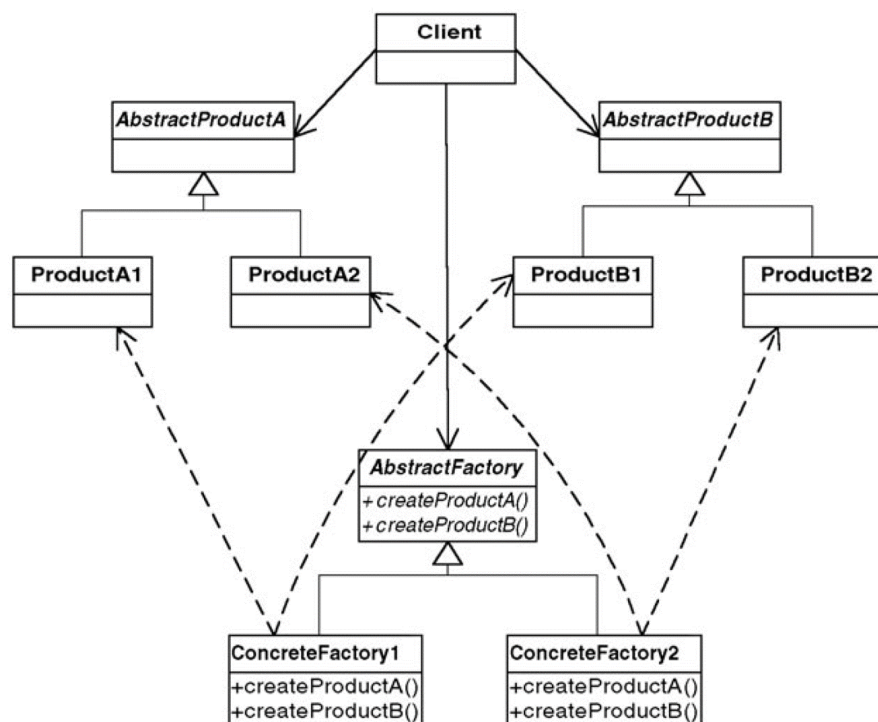 Client
AbstractProductA
AbstractProductB
ProductA1
ProductA2
ProductB1
ProductB2
AbstractFactory
+createProductA()
+createProductB()
ConcreteFactory1
+createProductA()
+createProductB()
ConcreteFactory2
+createProductA()
+createProductB()